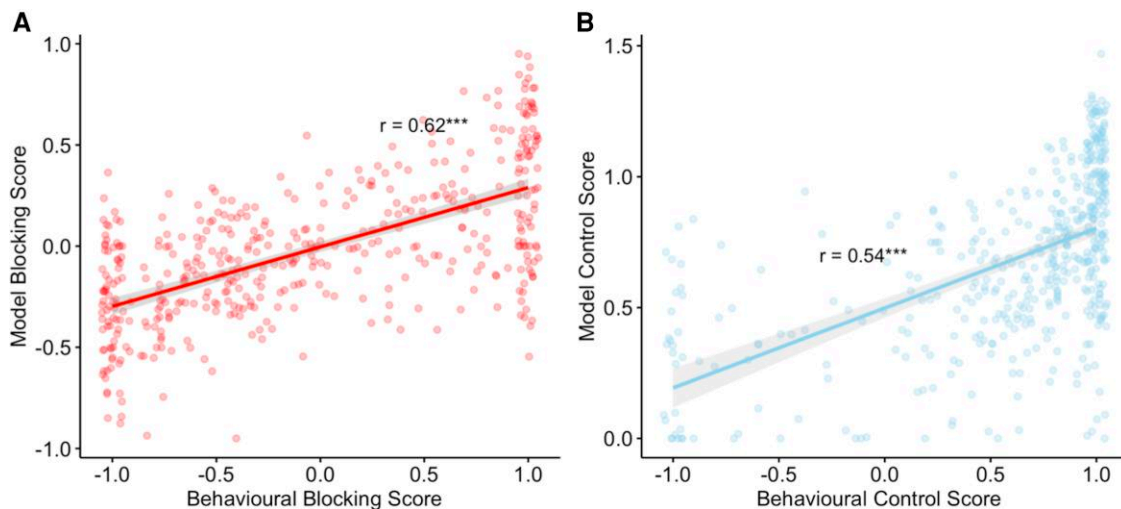 A
Model Blocking Score
1.0
0.5
0.0
-0.5
-1.0
r = 0.62***
-1.0 -0.5 0.0 0.5 1.0
Behavioural Blocking Score
B
Model Control Score
1.5
1.0
0.5
0.0
r = 0.54***
-1.0 -0.5 0.0 0.5 1.0
Behavioural Control Score